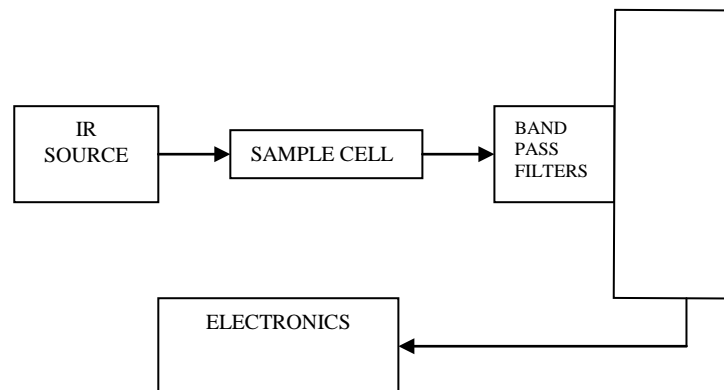 IR
SOURCE
SAMPLE CELL
BAND
PASS
FILTERS
ELECTRONICS